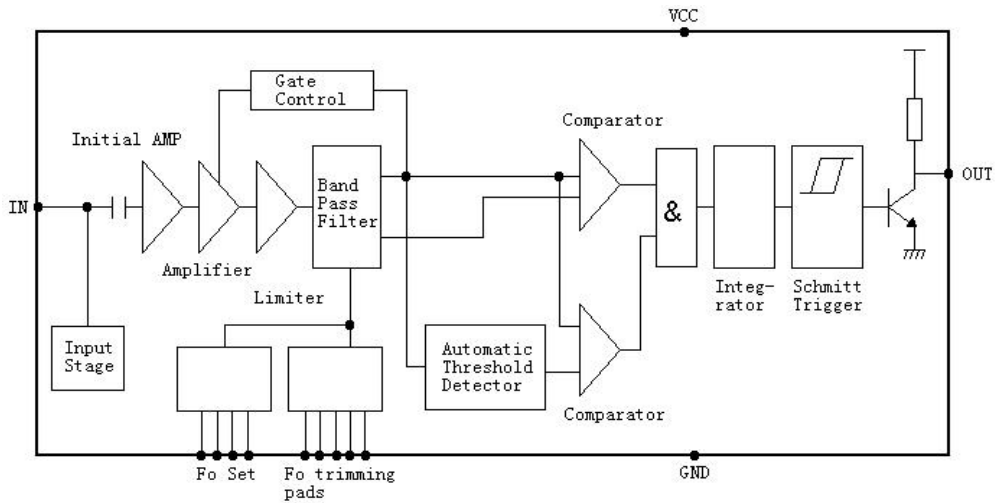 VCC
Gate
Control
Initial AMP
Comparator
Band
Pass
Filter
&
IN
OUT
Amplifier
Limiter
Integ-
rator
Schmitt
Trigger
Input
Stage
Automatic
Threshold
Detector
Comparator
Fo Set
Fo trimming
pads
GND